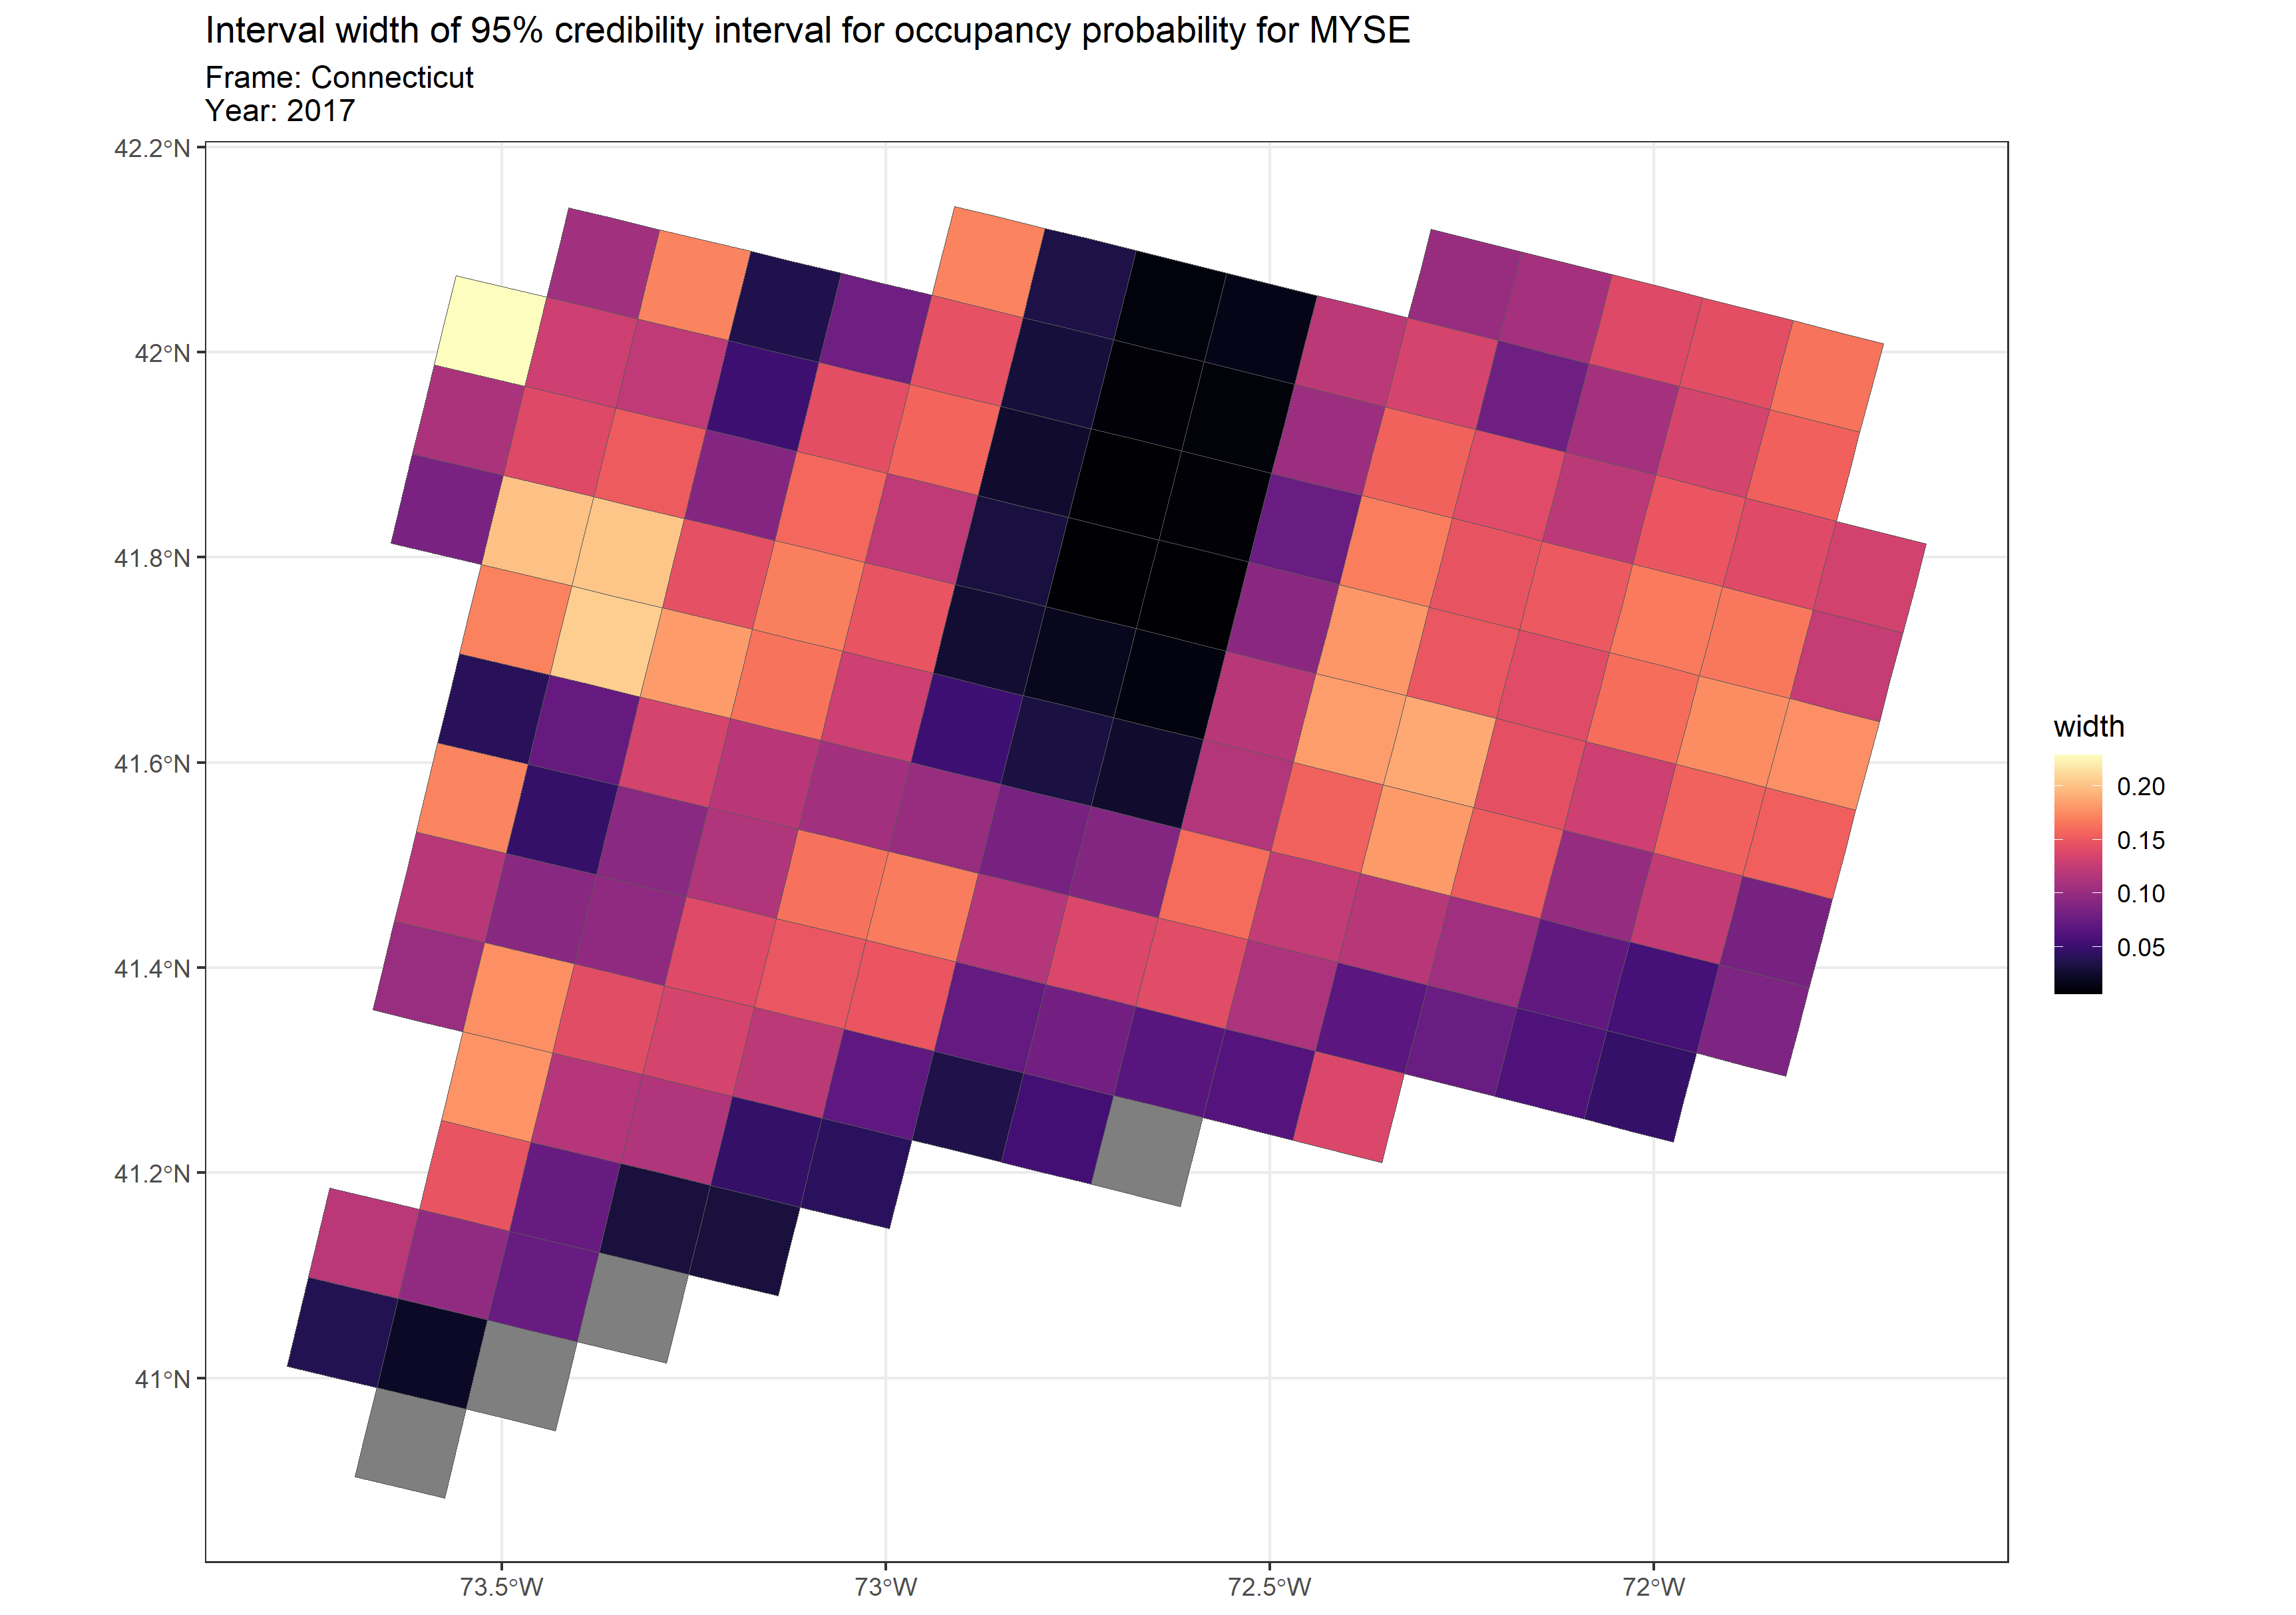 Interval width of 95% credibility interval for occupancy probability for MYSE
Frame: Connecticut
Year: 2017
42.2°N
42°N
41.8°N
41.6°N
41.4°N
41.2°N
41°N
73.5°W
73°W
72.5°W
72°W
width
0.20
0.15
0.10
0.05